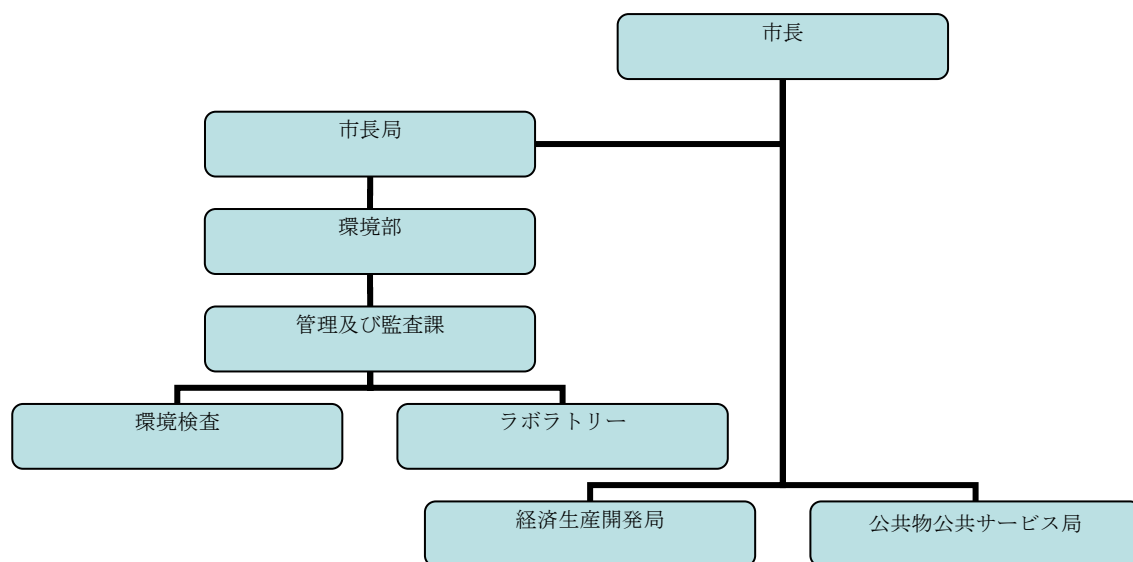 市長
市長局
環境部
管理及び監査課
環境検査
ラボラトリー
経済生産開発局
公共物公共サービス局